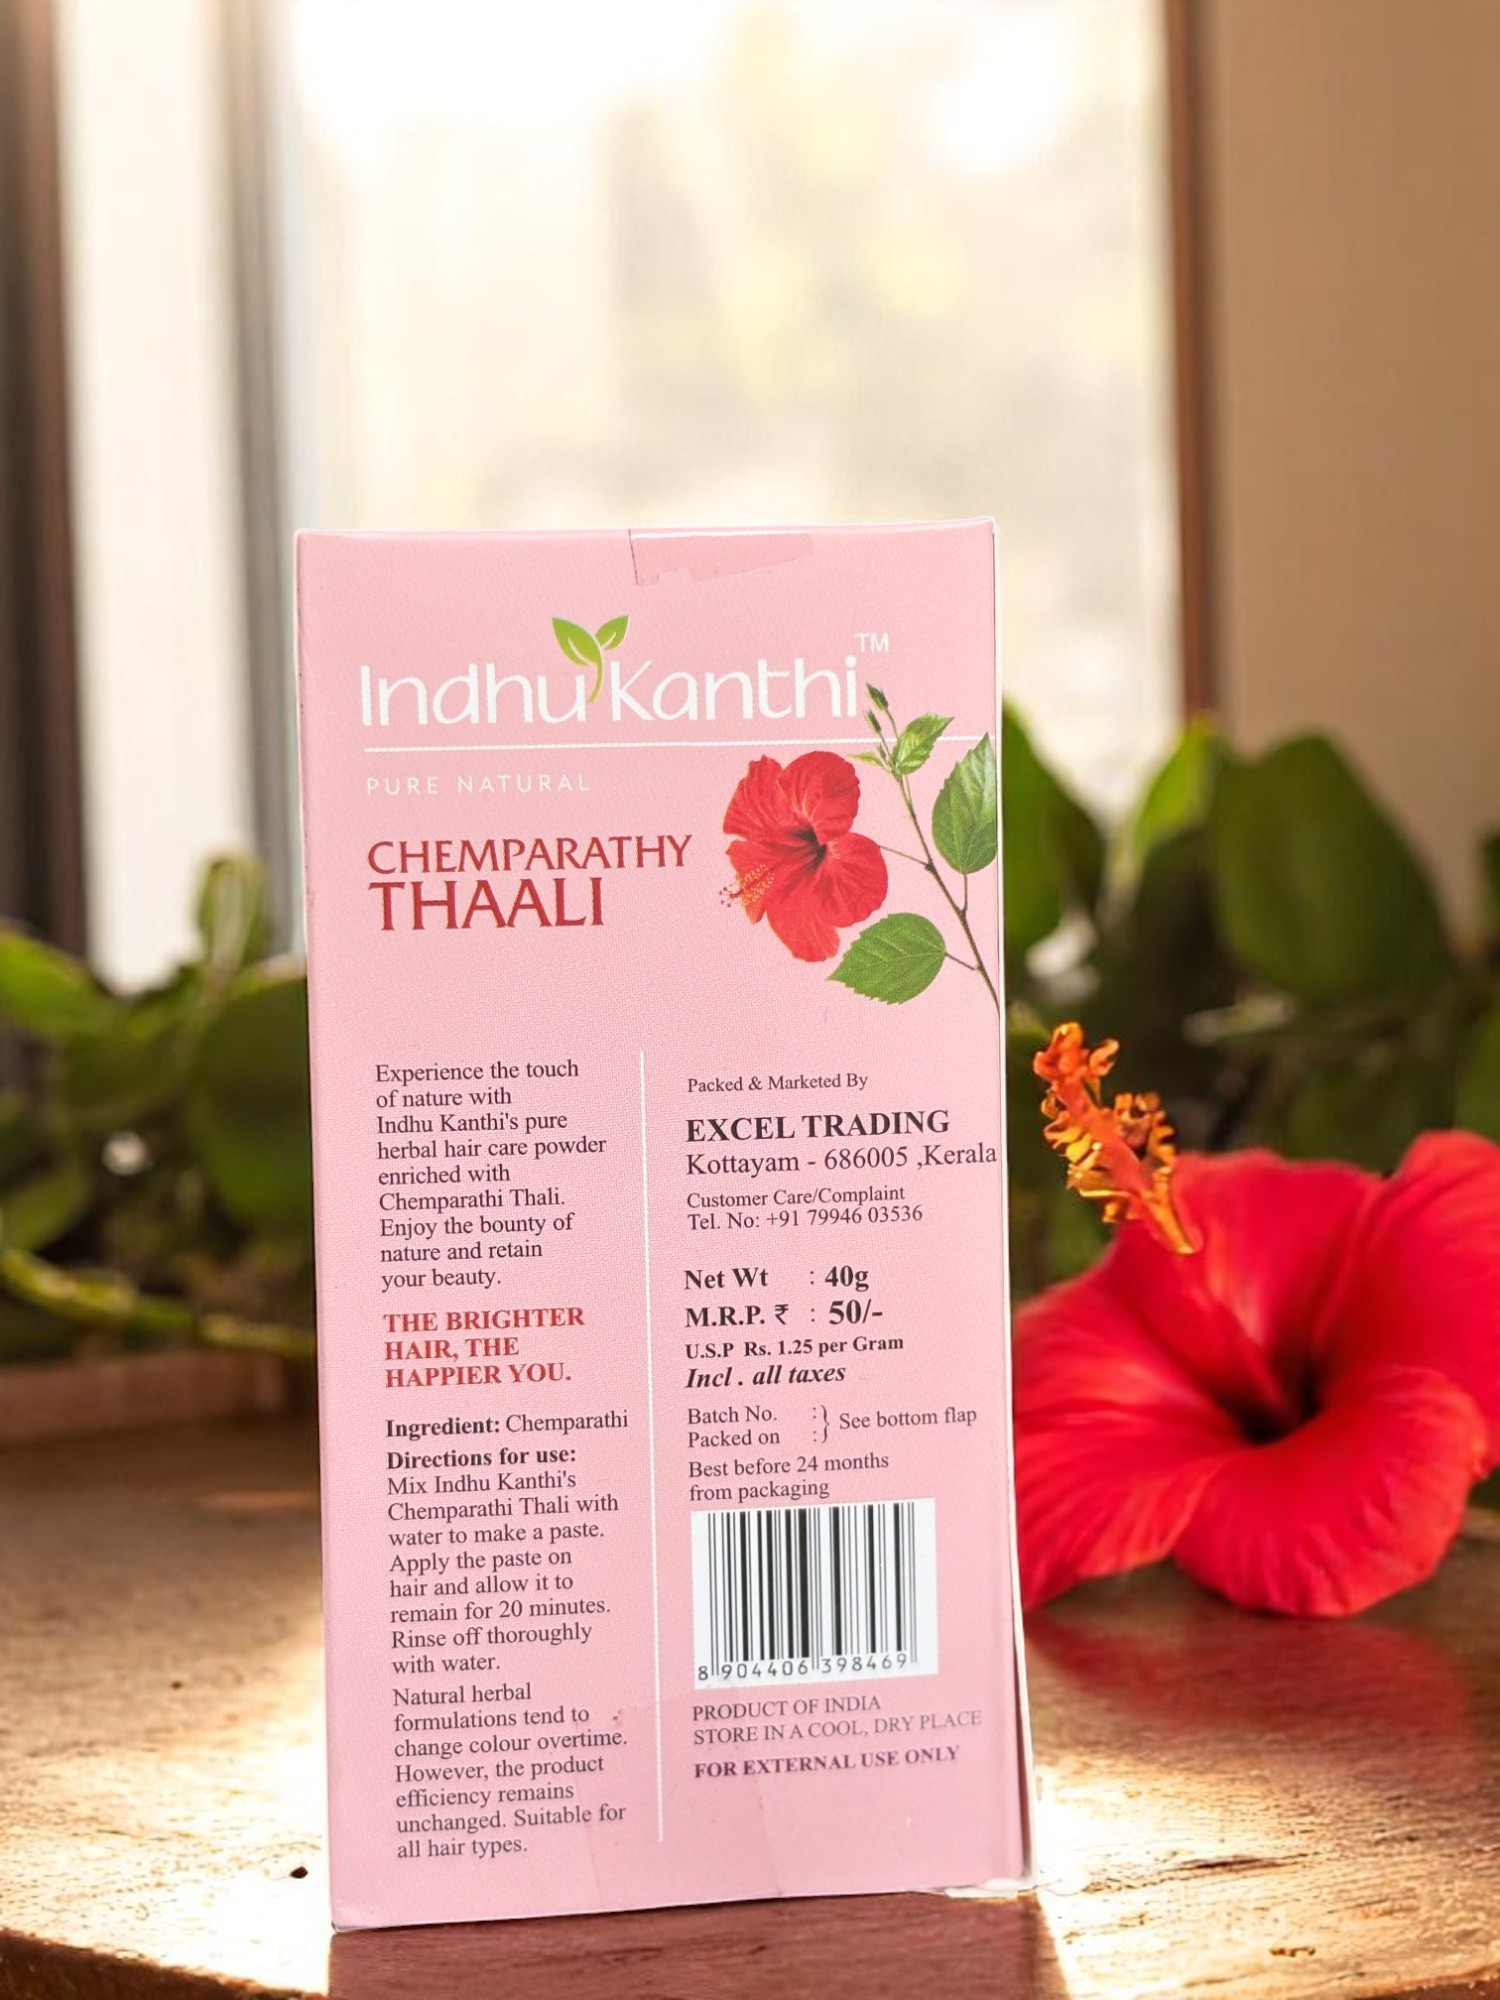 Indhu Kanthi™
PURE NATURAL
CHEMPARATHY
THAALI
Experience the touch
of nature with
Indhu Kanthi's pure
herbal hair care powder
enriched with
Chemparathi Thali.
Enjoy the bounty of
nature and retain
your beauty.
THE BRIGHTER
HAIR, THE
HAPPIER YOU.
Ingredient: Chemparathi
Directions for use:
Mix Indhu Kanthi's
Chemparathi Thali with
water to make a paste.
Apply the paste on
hair and allow it to
remain for 20 minutes.
Rinse off thoroughly
with water.
Natural herbal
formulations tend to
change colour overtime.
However, the product
efficiency remains
unchanged. Suitable for
all hair types.
Packed & Marketed By
EXCEL TRADING
Kottayam - 686005 ,Kerala
Customer Care/Complaint
Tel. No: +91 79946 03536
Net Wt : 40g
M.R.P. ₹ : 50/-
U.S.P Rs. 1.25 per Gram
Incl . all taxes
Batch No. :} See bottom flap
Packed on :
Best before 24 months
from packaging
8 904406 398469
PRODUCT OF INDIA
STORE IN A COOL, DRY PLACE
FOR EXTERNAL USE ONLY